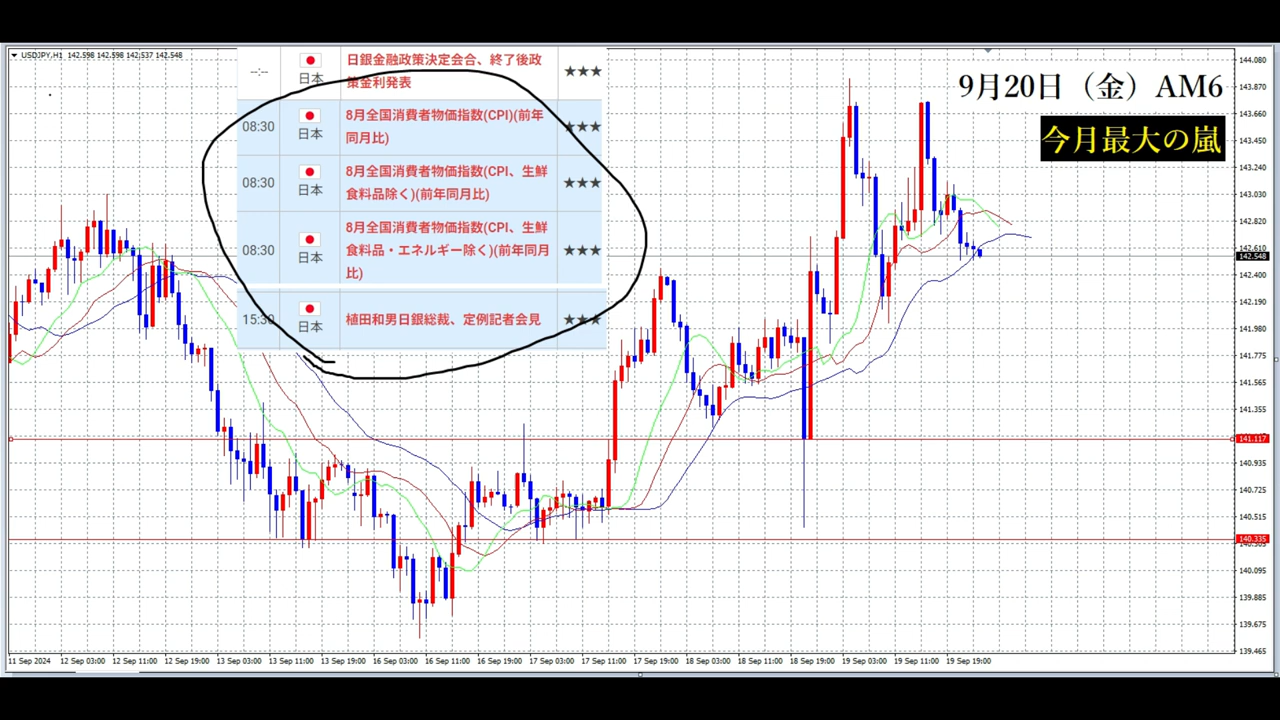 USDJPY,H1 142.598 142.598 142.537 142.548
9月20日（金）AM6
今月最大の嵐
--:-- 日本 日銀金融政策決定会合、終了後政策金利発表 ★★★
08:30 日本 8月全国消費者物価指数(CPI)(前年同月比) ★★★
08:30 日本 8月全国消費者物価指数(CPI、生鮮食料品除く)(前年同月比) ★★★
08:30 日本 8月全国消費者物価指数(CPI、生鮮食料品・エネルギー除く)(前年同月比) ★★★
15:30 日本 植田和男日銀総裁、定例記者会見 ★★★
144.080
143.870
143.660
143.450
143.240
143.030
142.820
142.610
142.548
142.400
142.190
141.980
141.775
141.565
141.355
141.117
140.935
140.725
140.515
140.335
140.305
140.095
139.885
139.675
139.465
11 Sep 2024 12 Sep 03:00 12 Sep 11:00 12 Sep 19:00 13 Sep 03:00 13 Sep 11:00 13 Sep 19:00 16 Sep 03:00 16 Sep 11:00 16 Sep 19:00 17 Sep 03:00 17 Sep 11:00 17 Sep 19:00 18 Sep 03:00 18 Sep 11:00 18 Sep 19:00 19 Sep 03:00 19 Sep 11:00 19 Sep 19:00